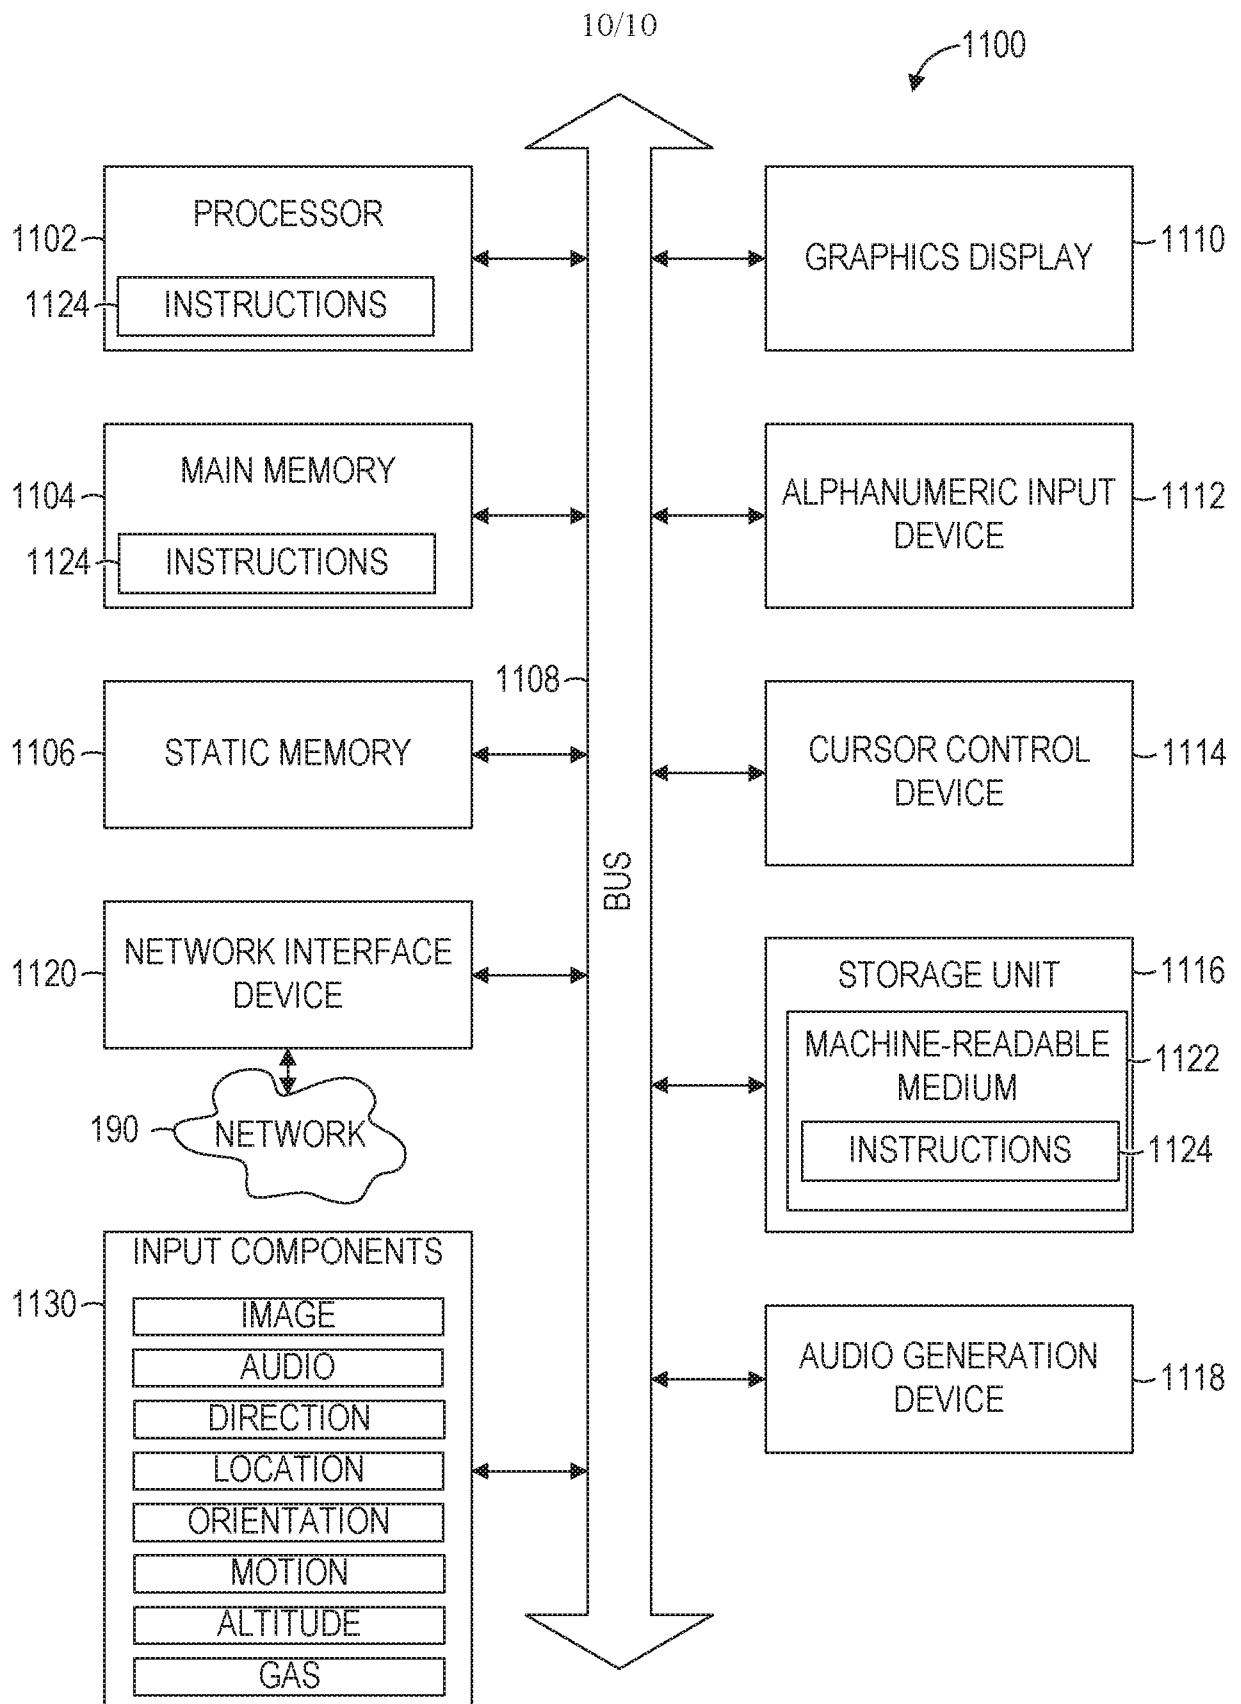 10/10
1100
PROCESSOR
1102
1124
INSTRUCTIONS
MAIN MEMORY
1104
1124
INSTRUCTIONS
1108
1106
STATIC MEMORY
BUS
NETWORK INTERFACE
DEVICE
1120
190
NETWORK
INPUT COMPONENTS
1130
IMAGE
AUDIO
DIRECTION
LOCATION
ORIENTATION
MOTION
ALTITUDE
GAS
GRAPHICS DISPLAY
1110
ALPHANUMERIC INPUT
DEVICE
1112
CURSOR CONTROL
DEVICE
1114
STORAGE UNIT
1116
MACHINE-READABLE
MEDIUM
1122
INSTRUCTIONS
1124
AUDIO GENERATION
DEVICE
1118